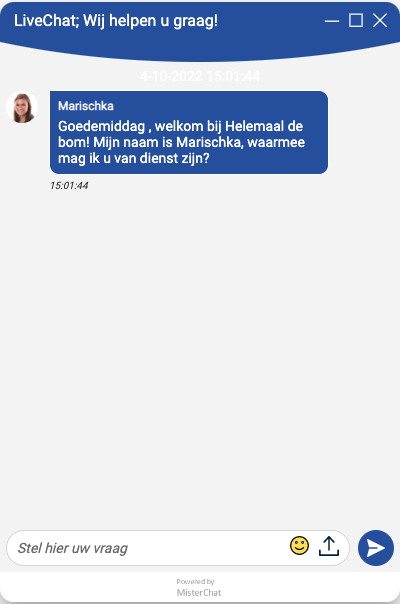 LiveChat; Wij helpen u graag!
4-10-2022 15:01:44
Marischka
Goedemiddag , welkom bij Helemaal de
bom! Mijn naam is Marischka, waarmee
mag ik u van dienst zijn?
15:01:44
Stel hier uw vraag
Powered by
MisterChat